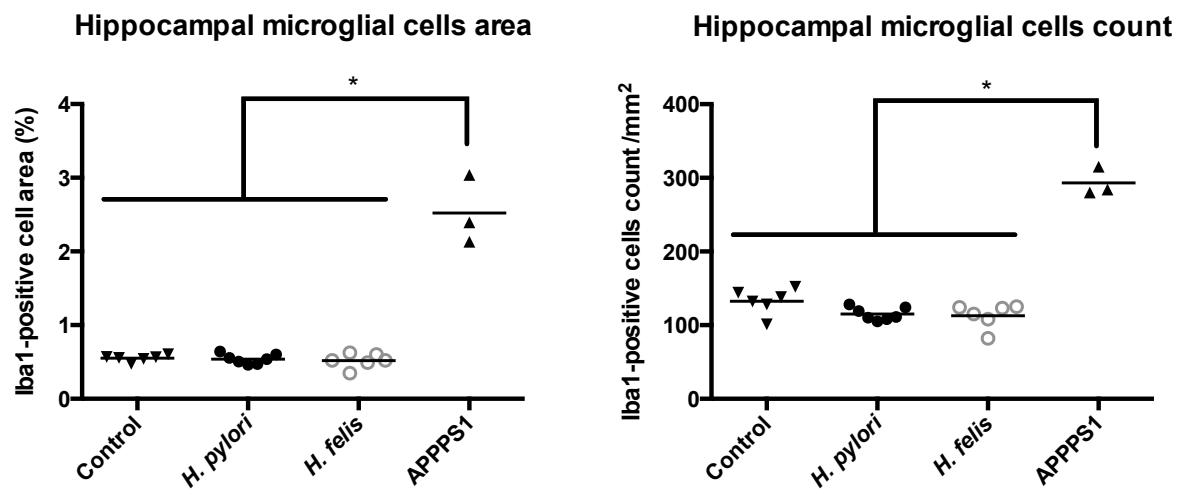 Hippocampal microglial cells area
*
Iba1-positive cell area (%)
4
3
2
1
0
Control
H. pylori
H. felis
APPPS1
Hippocampal microglial cells count
*
Iba1-positive cells count /mm²
400
300
200
100
0
Control
H. pylori
H. felis
APPPS1